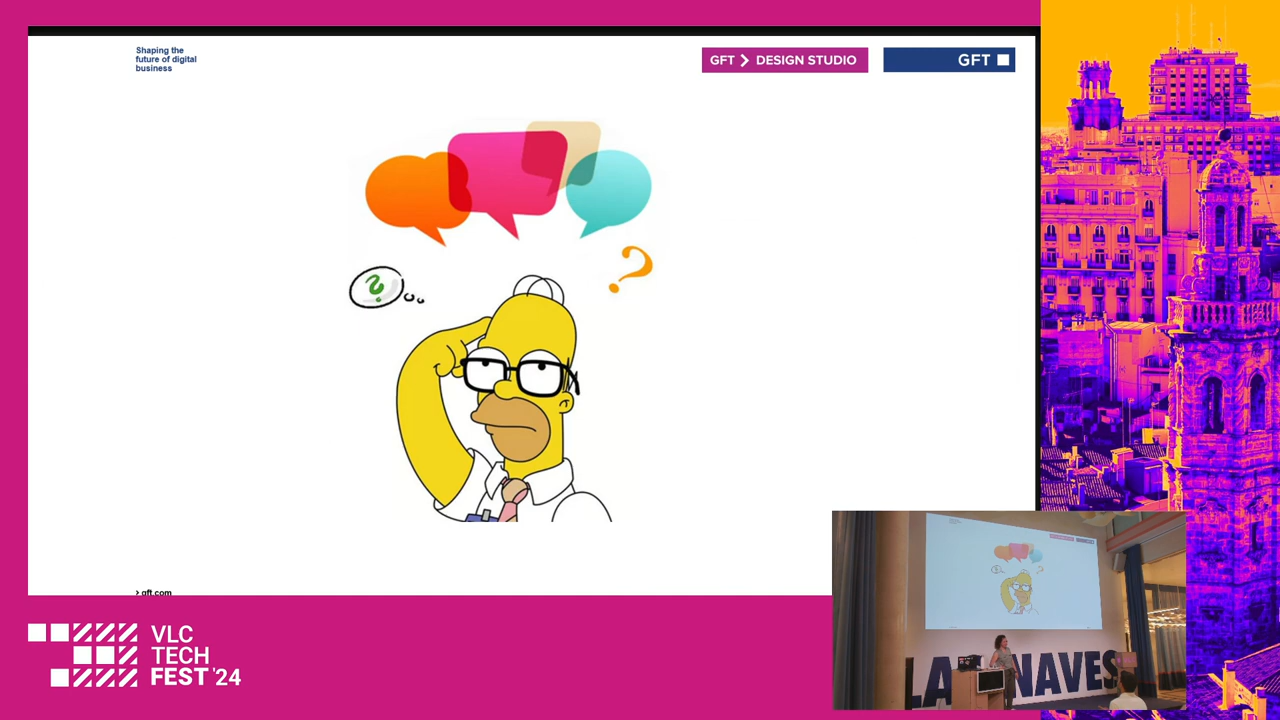 Shaping the
future of digital
business
GFT > DESIGN STUDIO
GFT
?
?
> gft.com
VLC
TECH
FEST '24
LA NAVES